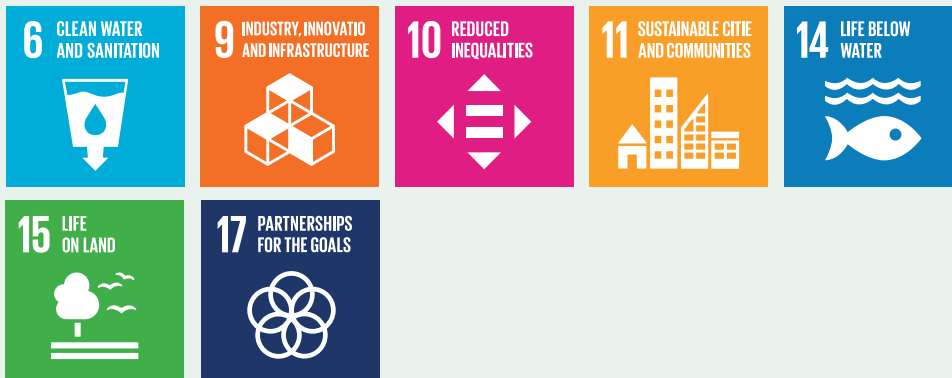 6 CLEAN WATER
AND SANITATION
9 INDUSTRY, INNOVATIO
AND INFRASTRUCTURE
10 REDUCED
INEQUALITIES
11 SUSTAINABLE CITIE
AND COMMUNITIES
14 LIFE BELOW
WATER
15 LIFE
ON LAND
17 PARTNERSHIPS
FOR THE GOALS